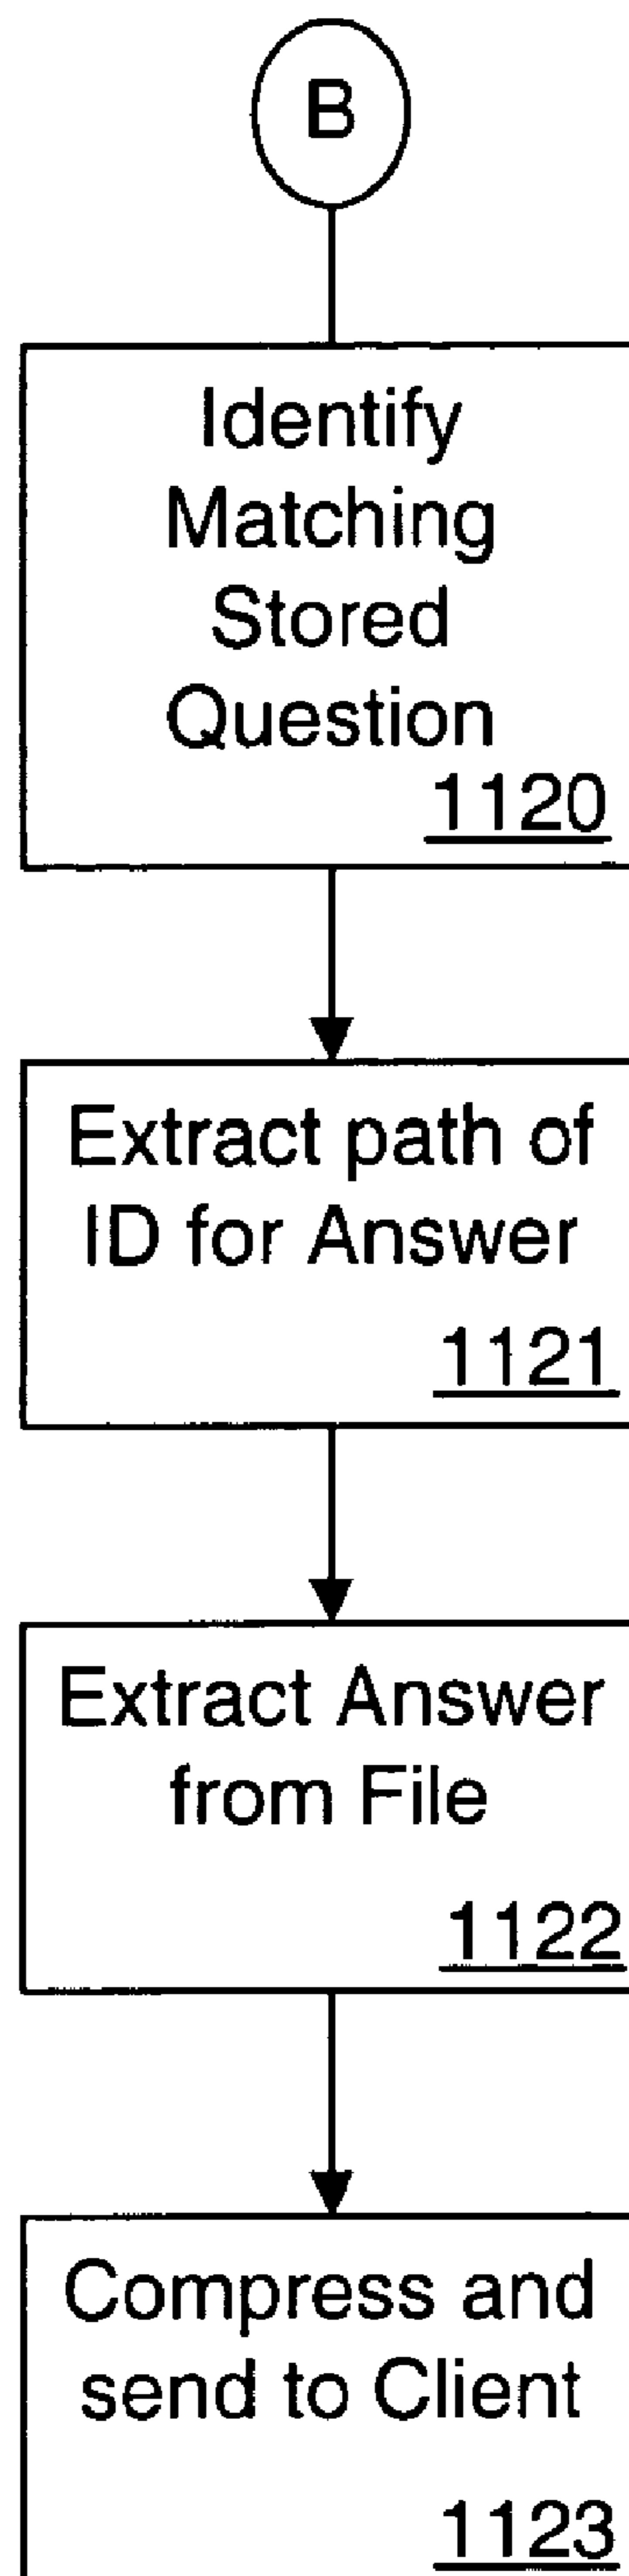 B
Identify
Matching
Stored
Question
1120
Extract path of
ID for Answer
1121
Extract Answer
from File
1122
Compress and
send to Client
1123